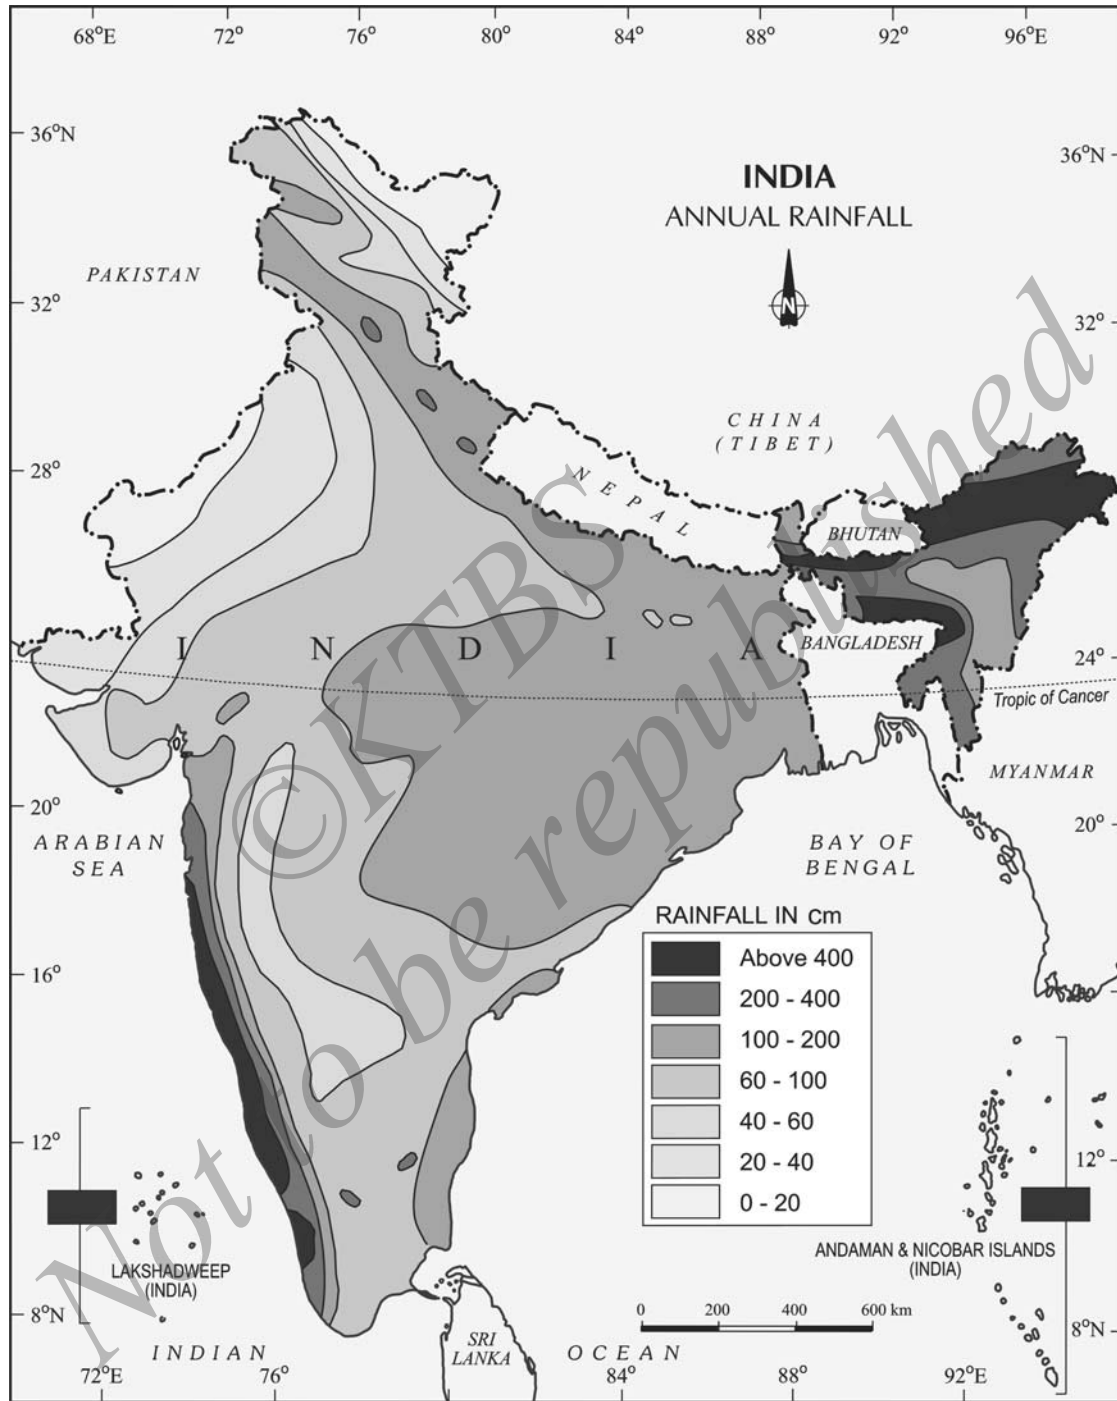 68°E 72° 76° 80° 84° 88° 92° 96°E
36°N
36°N
INDIA
ANNUAL RAINFALL
N
PAKISTAN
32°
32°
CHINA
(TIBET)
28°
NEPAL
BHUTAN
BANGLADESH
I N D I A
24°
Tropic of Cancer
MYANMAR
20°
20°
ARABIAN
SEA
BAY OF
BENGAL
RAINFALL IN cm
Above 400
200 - 400
100 - 200
60 - 100
40 - 60
20 - 40
0 - 20
16°
12°
12°
LAKSHADWEEP
(INDIA)
ANDAMAN & NICOBAR ISLANDS
(INDIA)
0 200 400 600 km
8°N
8°N
SRI
LANKA
INDIAN OCEAN
72°E 76° 84° 88° 92°E
©KTBS
Not to be republished